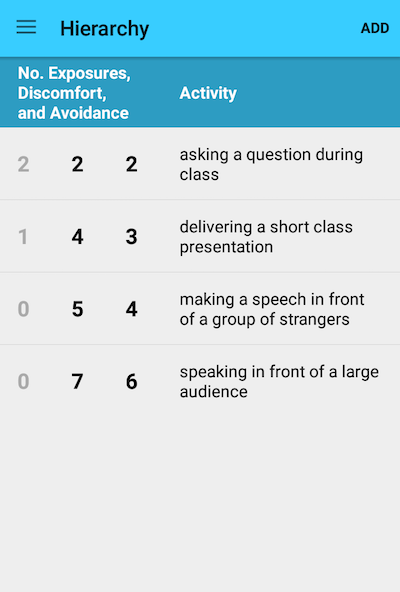 Hierarchy ADD
No. Exposures,
Discomfort,
and Avoidance
Activity
2 2 2 asking a question during
class
1 4 3 delivering a short class
presentation
0 5 4 making a speech in front
of a group of strangers
0 7 6 speaking in front of a large
audience